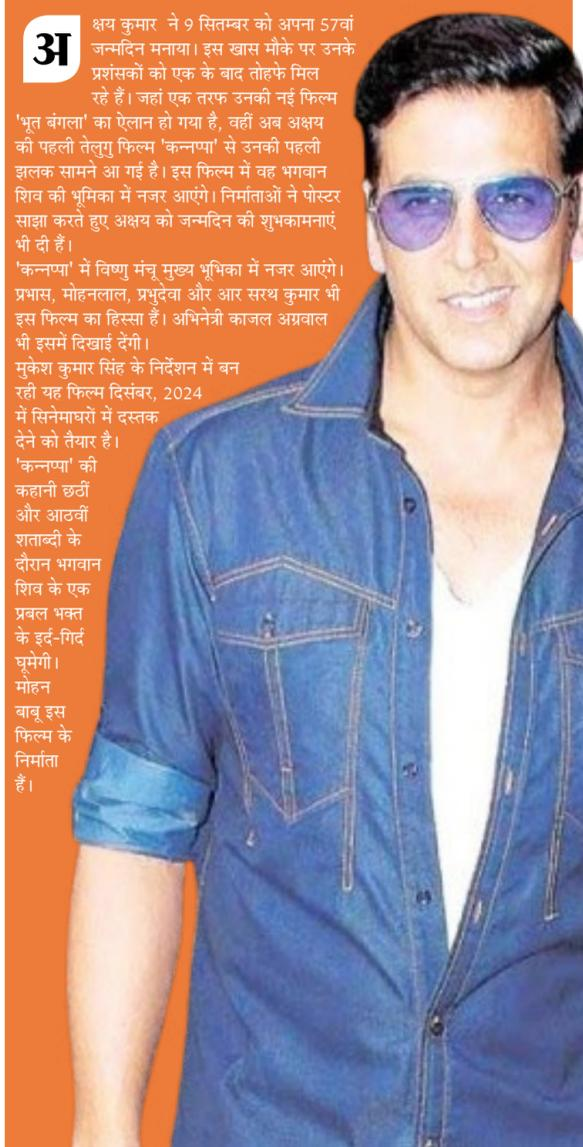 अ
क्षय कुमार ने 9 सितम्बर को अपना 57वां
जन्मदिन मनाया। इस खास मौके पर उनके
प्रशंसकों को एक के बाद तोहफे मिल
रहे हैं। जहां एक तरफ उनकी नई फिल्म
'भूत बंगला' का ऐलान हो गया है, वहीं अब अक्षय
की पहली तेलुगु फिल्म 'कन्नप्पा' से उनकी पहली
झलक सामने आ गई है। इस फिल्म में वह भगवान
शिव की भूमिका में नजर आएंगे। निर्माताओं ने पोस्टर
साझा करते हुए अक्षय को जन्मदिन की शुभकामनाएं
भी दी हैं।
'कन्नप्पा' में विष्णु मंचू मुख्य भूमिका में नजर आएंगे।
प्रभास, मोहनलाल, प्रभुदेवा और आर सरथ कुमार भी
इस फिल्म का हिस्सा हैं। अभिनेत्री काजल अग्रवाल
भी इसमें दिखाई देंगी।
मुकेश कुमार सिंह के निर्देशन में बन
रही यह फिल्म दिसंबर, 2024
में सिनेमाघरों में दस्तक
देने को तैयार है।
'कन्नप्पा' की
कहानी छठीं
और आठवीं
शताब्दी के
दौरान भगवान
शिव के एक
प्रबल भक्त
के इर्द-गिर्द
घूमेगी।
मोहन
बाबू इस
फिल्म के
निर्माता
हैं।